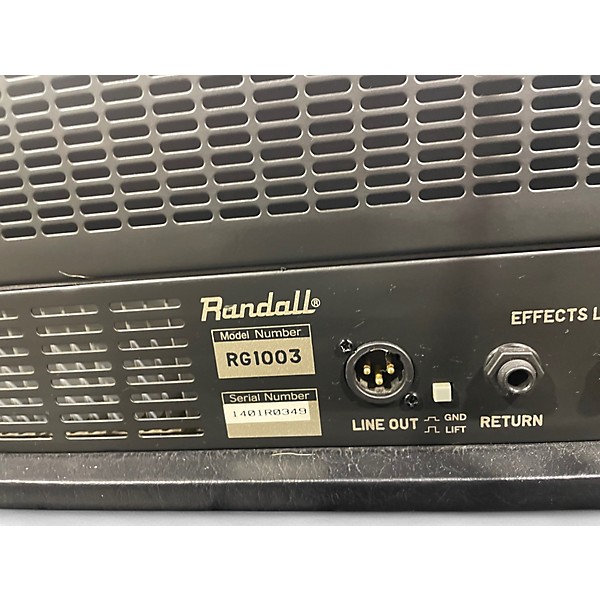 Randall®
Model Number
RG1003
Serial Number
1401R0349
LINE OUT
GND
LIFT
EFFECTS L
RETURN